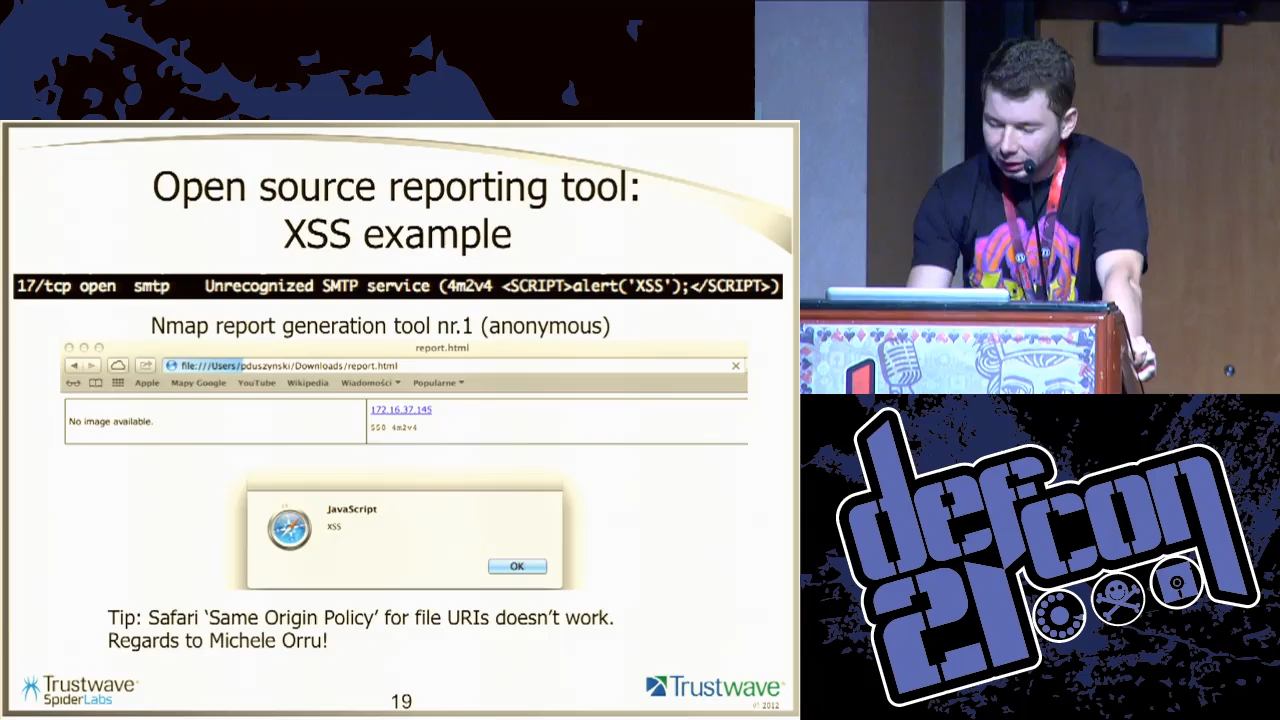 Open source reporting tool:
XSS example
17/tcp open smtp Unrecognized SMTP service (4m2v4 <SCRIPT>alert('XSS');</SCRIPT>)
Nmap report generation tool nr.1 (anonymous)
report.html
file:///Users/pduszynski/Downloads/report.html
Apple Mapy Google YouTube Wikipedia Wiadomości Popularne
No image available.
172.16.37.145
SSO 4m2v4
JavaScript
XSS
OK
Tip: Safari 'Same Origin Policy' for file URIs doesn't work.
Regards to Michele Orru!
Trustwave
SpiderLabs
19
Trustwave
© 2012
defcon
21